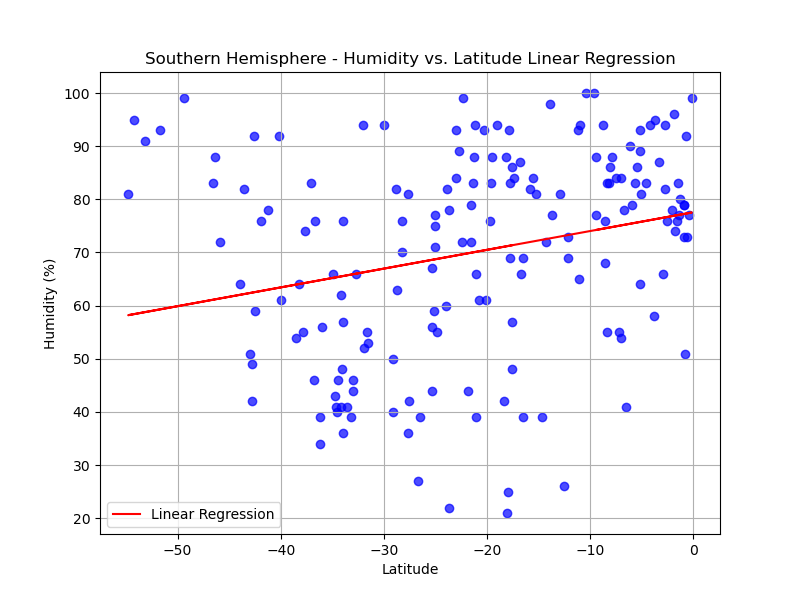 Southern Hemisphere - Humidity vs. Latitude Linear Regression
Humidity (%)
100
90
80
70
60
50
40
30
20
Linear Regression
−50 −40 −30 −20 −10 0
Latitude